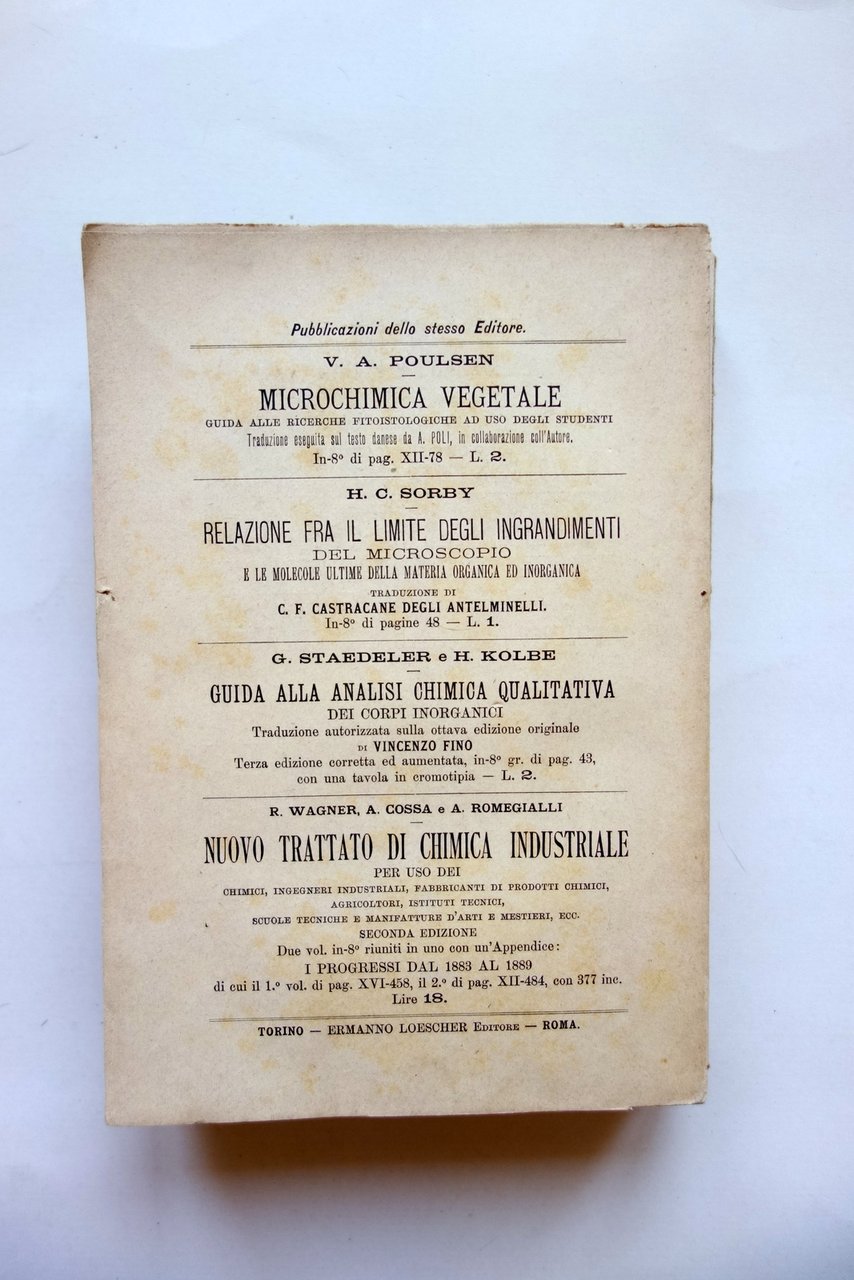 Pubblicazioni dello stesso Editore.
V. A. POULSEN
MICROCHIMICA VEGETALE
GUIDA ALLE RICERCHE FITOISTOLOGICHE AD USO DEGLI STUDENTI
Traduzione eseguita sul testo danese da A. POLI, in collaborazione coll'Autore.
In-8º di pag. XII-78 — L. 2.
H. C. SORBY
RELAZIONE FRA IL LIMITE DEGLI INGRANDIMENTI
DEL MICROSCOPIO
E LE MOLECOLE ULTIME DELLA MATERIA ORGANICA ED INORGANICA
TRADUZIONE DI
C. F. CASTRACANE DEGLI ANTELMINELLI.
In-8º di pagine 48 — L. 1.
G. STAEDELER e H. KOLBE
GUIDA ALLA ANALISI CHIMICA QUALITATIVA
DEI CORPI INORGANICI
Traduzione autorizzata sulla ottava edizione originale
DI VINCENZO FINO
Terza edizione corretta ed aumentata, in-8º gr. di pag. 43,
con una tavola in cromotipia — L. 2.
R. WAGNER, A. COSSA e A. ROMEGIALLI
NUOVO TRATTATO DI CHIMICA INDUSTRIALE
PER USO DEI
CHIMICI, INGEGNERI INDUSTRIALI, FABBRICANTI DI PRODOTTI CHIMICI,
AGRICOLTORI, ISTITUTI TECNICI,
SCUOLE TECNICHE E MANIFATTURE D'ARTI E MESTIERI, ECC.
SECONDA EDIZIONE
Due vol. in-8º riuniti in uno con un'Appendice:
I PROGRESSI DAL 1883 AL 1889
di cui il 1.º vol. di pag. XVI-458, il 2.º di pag. XII-484, con 377 inc.
Lire 18.
TORINO — ERMANNO LOESCHER EDITORE — ROMA.